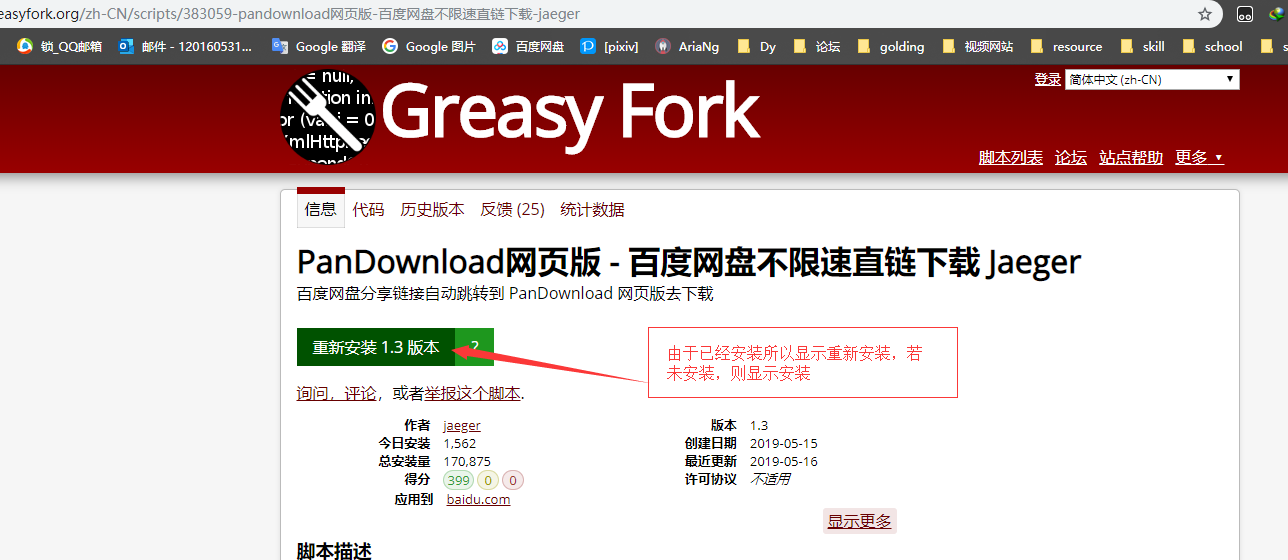 easyfork.org/zh-CN/scripts/383059-pandownload网页版-百度网盘不限速直链下载-jaeger
锁_QQ邮箱 邮件 - 120160531... Google 翻译 Google 图片 百度网盘 [pixiv] AriaNg Dy 论坛 golding 视频网站 resource skill school s
= null,
tion in
or (var i = 0
XmlHttp
Greasy Fork
登录 简体中文 (zh-CN)
脚本列表 论坛 站点帮助 更多 ▼
信息 代码 历史版本 反馈 (25) 统计数据
PanDownload网页版 - 百度网盘不限速直链下载 Jaeger
百度网盘分享链接自动跳转到 PanDownload 网页版去下载
重新安装 1.3 版本 ?
由于已经安装所以显示重新安装，若
未安装，则显示安装
询问，评论，或者举报这个脚本.
作者 jaeger 版本 1.3
今日安装 1,562 创建日期 2019-05-15
总安装量 170,875 最近更新 2019-05-16
得分 399 0 0 许可协议 不适用
应用到 baidu.com
显示更多
脚本描述